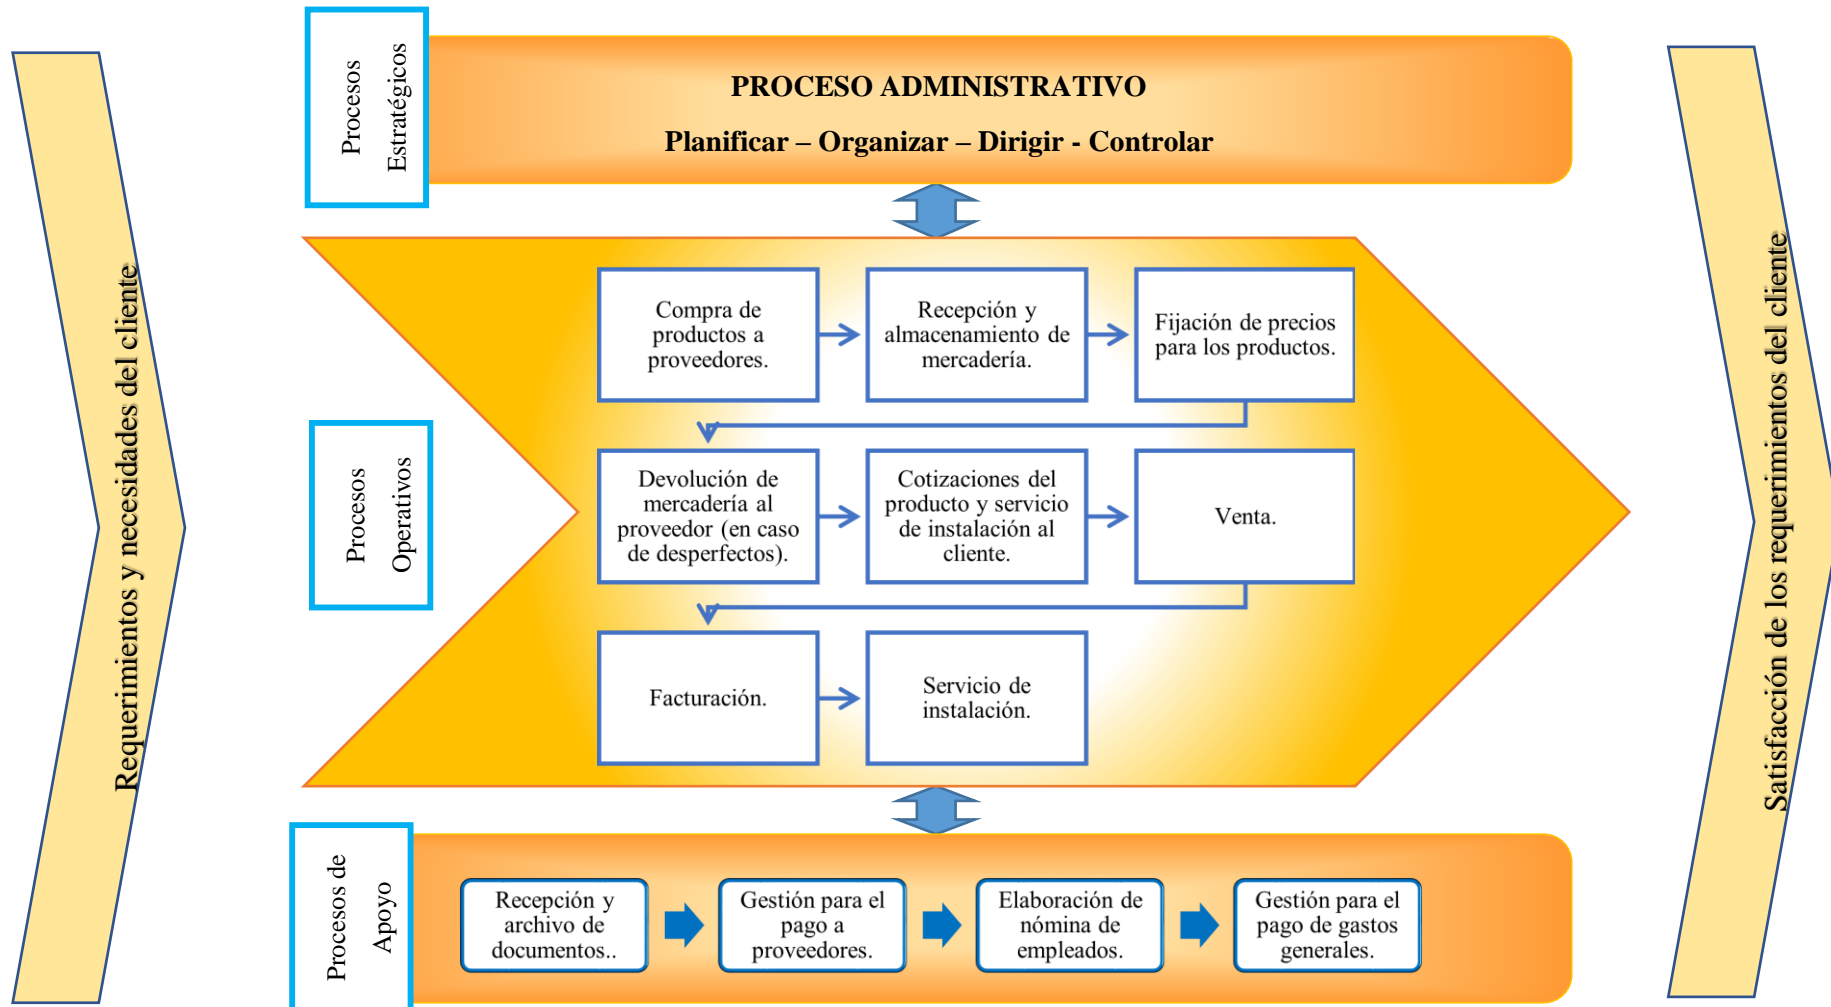 Requerimientos y necesidades del cliente
Procesos
Estratégicos
PROCESO ADMINISTRATIVO
Planificar – Organizar – Dirigir - Controlar
Procesos
Operativos
Compra de
productos a
proveedores.
Recepción y
almacenamiento de
mercadería.
Fijación de precios
para los productos.
Devolución de
mercadería al
proveedor (en caso
de desperfectos).
Cotizaciones del
producto y servicio
de instalación al
cliente.
Venta.
Facturación.
Servicio de
instalación.
Procesos de
Apoyo
Recepción y
archivo de
documentos..
Gestión para el
pago a
proveedores.
Elaboración de
nómina de
empleados.
Gestión para el
pago de gastos
generales.
Satisfacción de los requerimientos del cliente